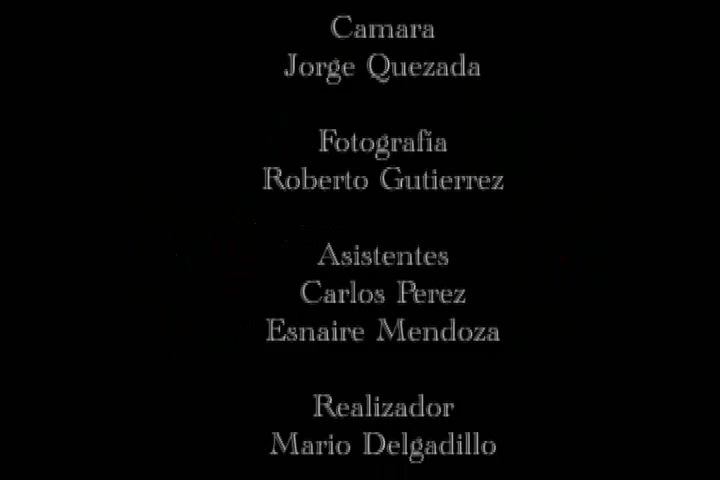 Camara
Jorge Quezada
Fotografía
Roberto Gutierrez
Asistentes
Carlos Perez
Esnaire Mendoza
Realizador
Mario Delgadillo